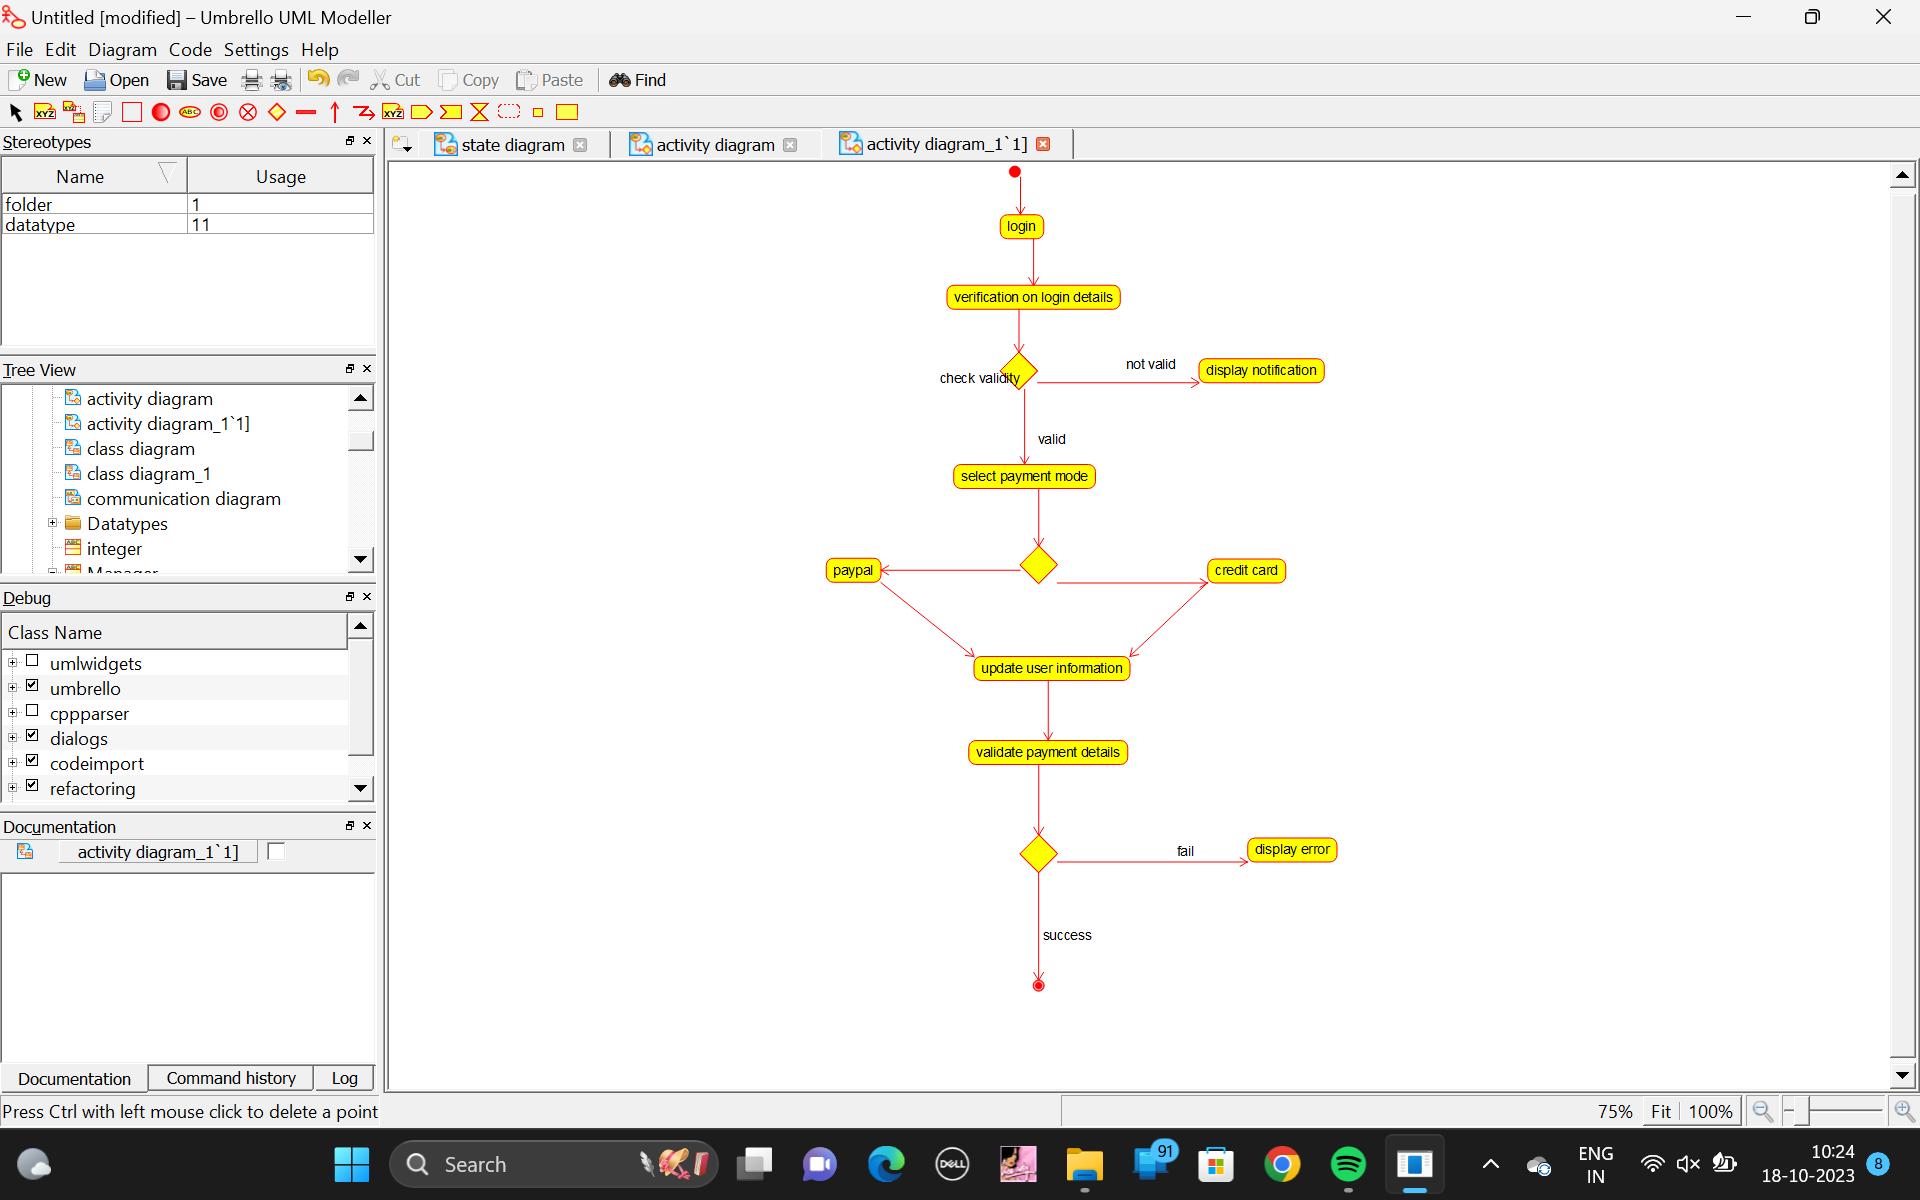 Untitled [modified] – Umbrello UML Modeller
File Edit Diagram Code Settings Help
New Open Save Cut Copy Paste Find
XYZ XYZ ABC XYZ
Stereotypes
state diagram activity diagram activity diagram_1`1]
Name Usage
folder 1
datatype 11
login
verification on login details
check validity
not valid
display notification
valid
select payment mode
paypal
credit card
update user information
validate payment details
fail
display error
success
Tree View
activity diagram
activity diagram_1`1]
class diagram
class diagram_1
communication diagram
Datatypes
integer
Manager
Debug
Class Name
umlwidgets
umbrello
cppparser
dialogs
codeimport
refactoring
Documentation
activity diagram_1`1]
Documentation Command history Log
Press Ctrl with left mouse click to delete a point
75% Fit 100%
Search
DELL
91
ENG
IN
10:24
18-10-2023
8